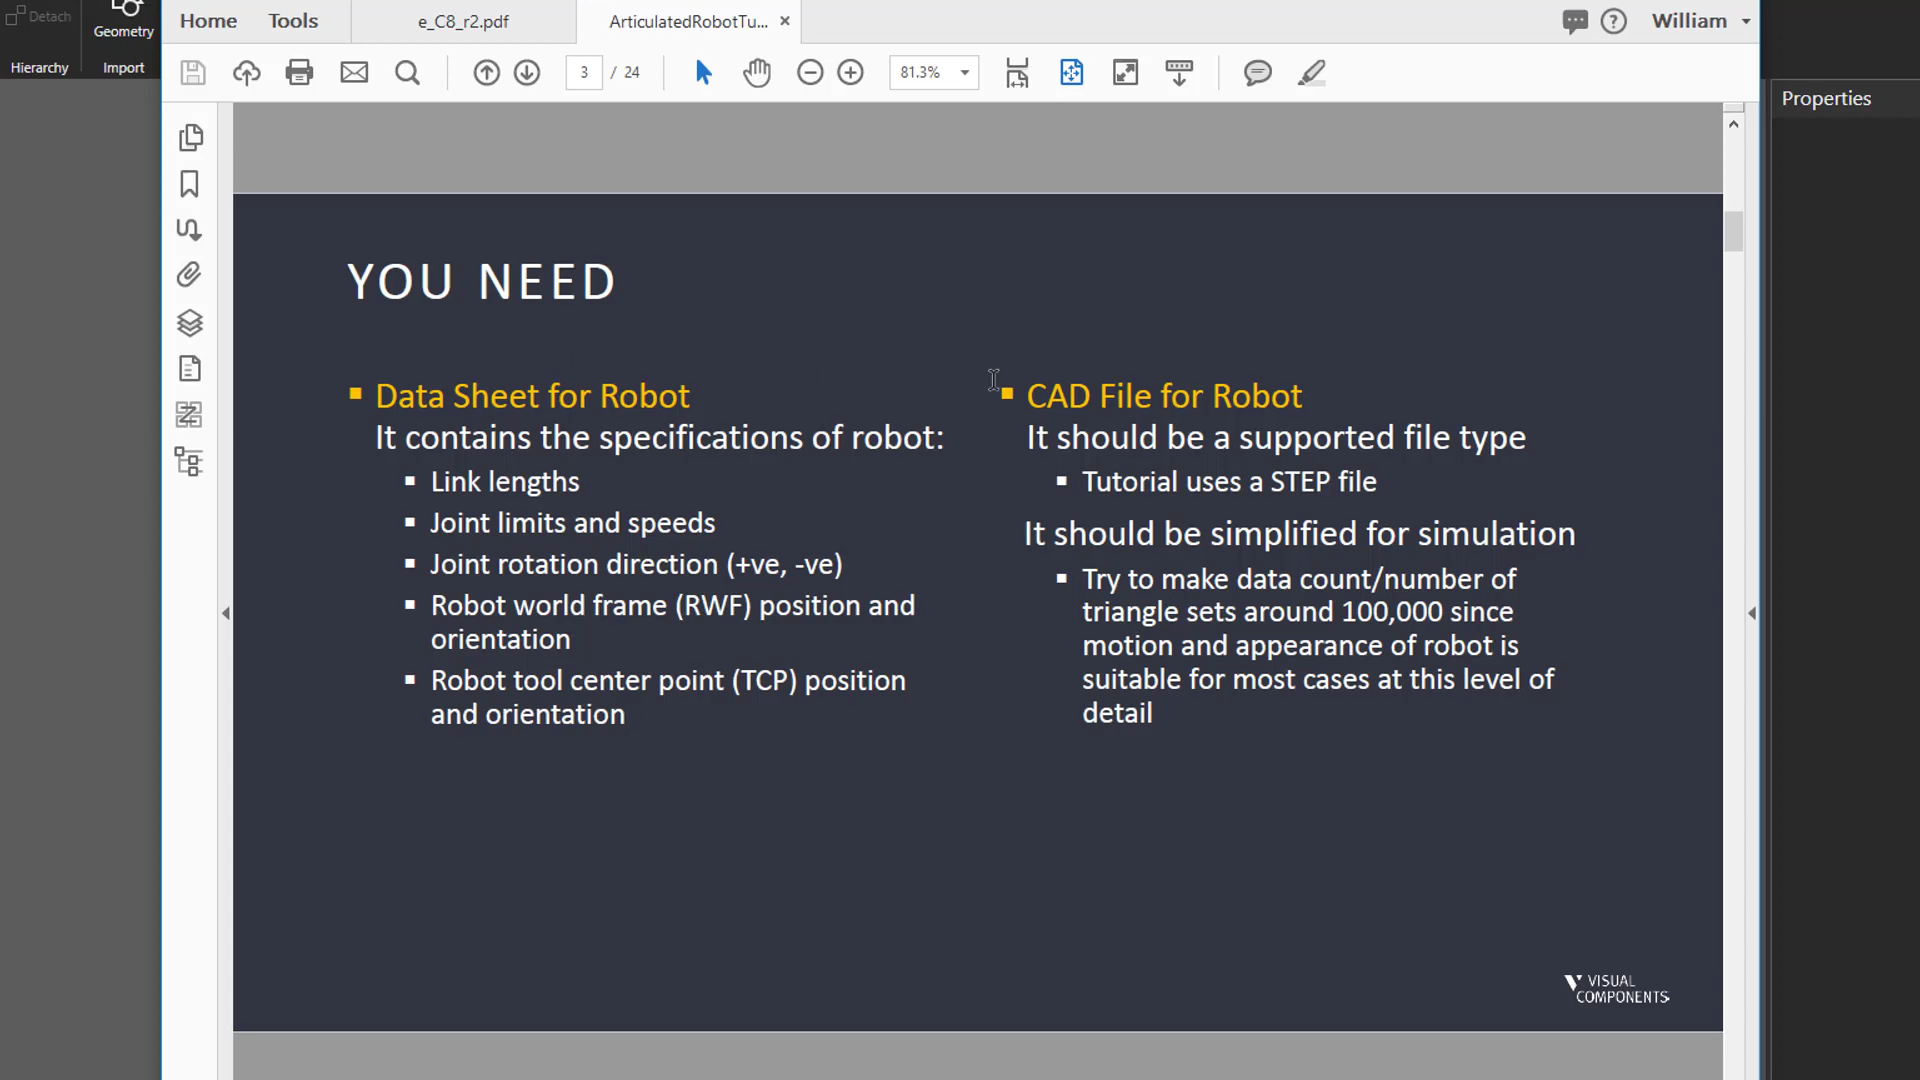 Detach
Geometry
Hierarchy
Import
Home
Tools
e_C8_r2.pdf
ArticulatedRobotTu...
William
3 / 24
81.3%
Properties
YOU NEED
Data Sheet for Robot
It contains the specifications of robot:
Link lengths
Joint limits and speeds
Joint rotation direction (+ve, -ve)
Robot world frame (RWF) position and
orientation
Robot tool center point (TCP) position
and orientation
CAD File for Robot
It should be a supported file type
Tutorial uses a STEP file
It should be simplified for simulation
Try to make data count/number of
triangle sets around 100,000 since
motion and appearance of robot is
suitable for most cases at this level of
detail
VISUAL
COMPONENTS